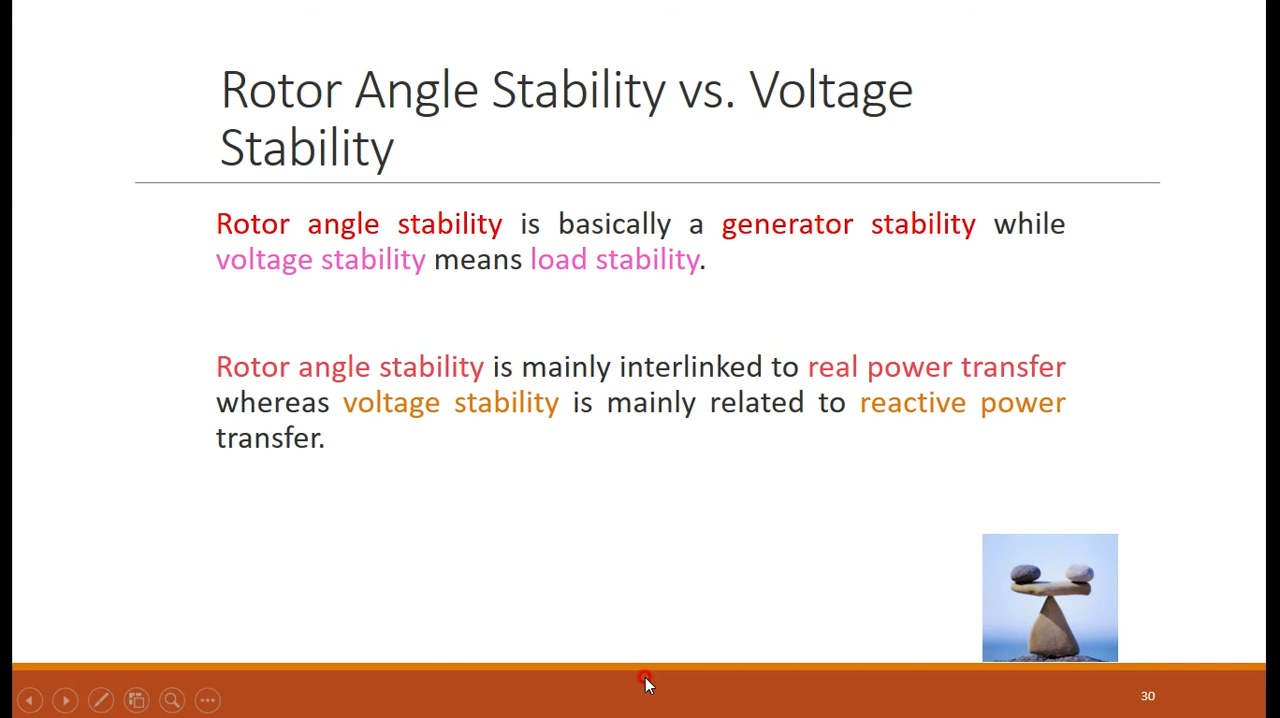 Rotor Angle Stability vs. Voltage
Stability
Rotor angle stability is basically a generator stability while
voltage stability means load stability.
Rotor angle stability is mainly interlinked to real power transfer
whereas voltage stability is mainly related to reactive power
transfer.
30